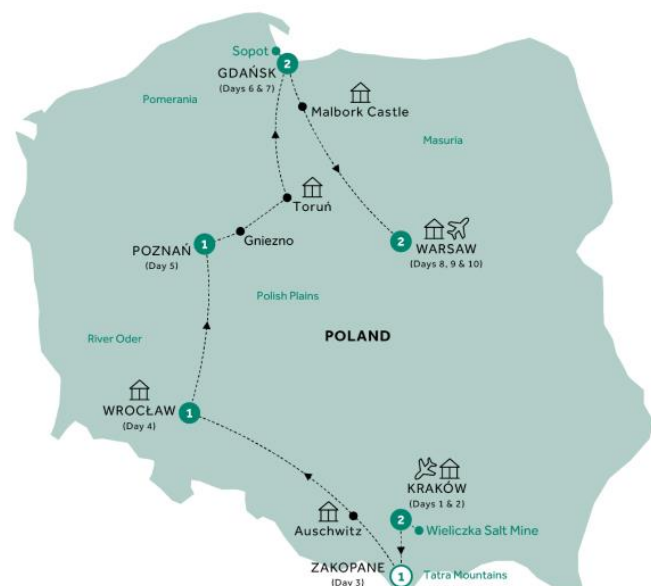 Sopot
2
GDAŃSK
(Days 6 & 7)
Malbork Castle
Pomerania
Masuria
Toruń
Gniezno
1
POZNAŃ
(Day 5)
2
WARSAW
(Days 8, 9 & 10)
Polish Plains
River Oder
POLAND
WROCŁAW
1
(Day 4)
KRAKÓW
(Days 1 & 2)
2
Auschwitz
Wieliczka Salt Mine
ZAKOPANE
(Day 3)
1
Tatra Mountains